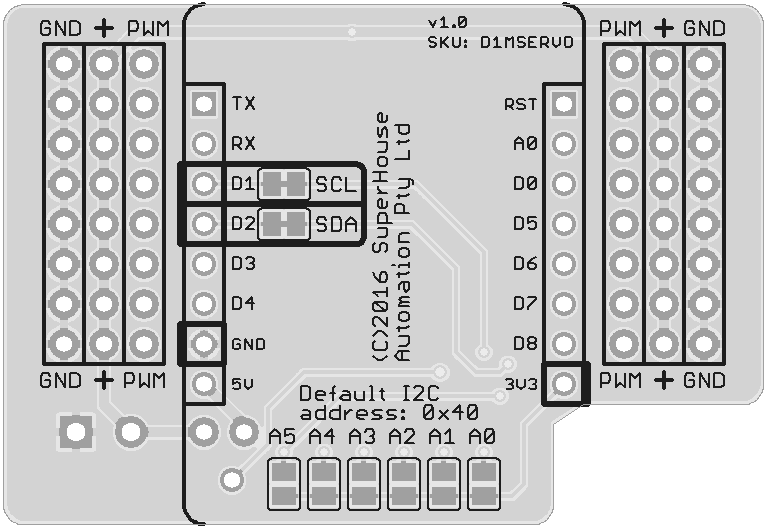 v1.0
GND + PWM
PWM + GND
SKU: D1MSERVO
TX
RST
RX
A0
D1
SCL
D0
D2
SDA
D5
D3
D6
D4
D7
GND
D8
5V
3V3
(C)2016 SuperHouse
Automation Pty Ltd
GND + PWM
PWM + GND
Default I2C
address: 0x40
A5 A4 A3 A2 A1 A0